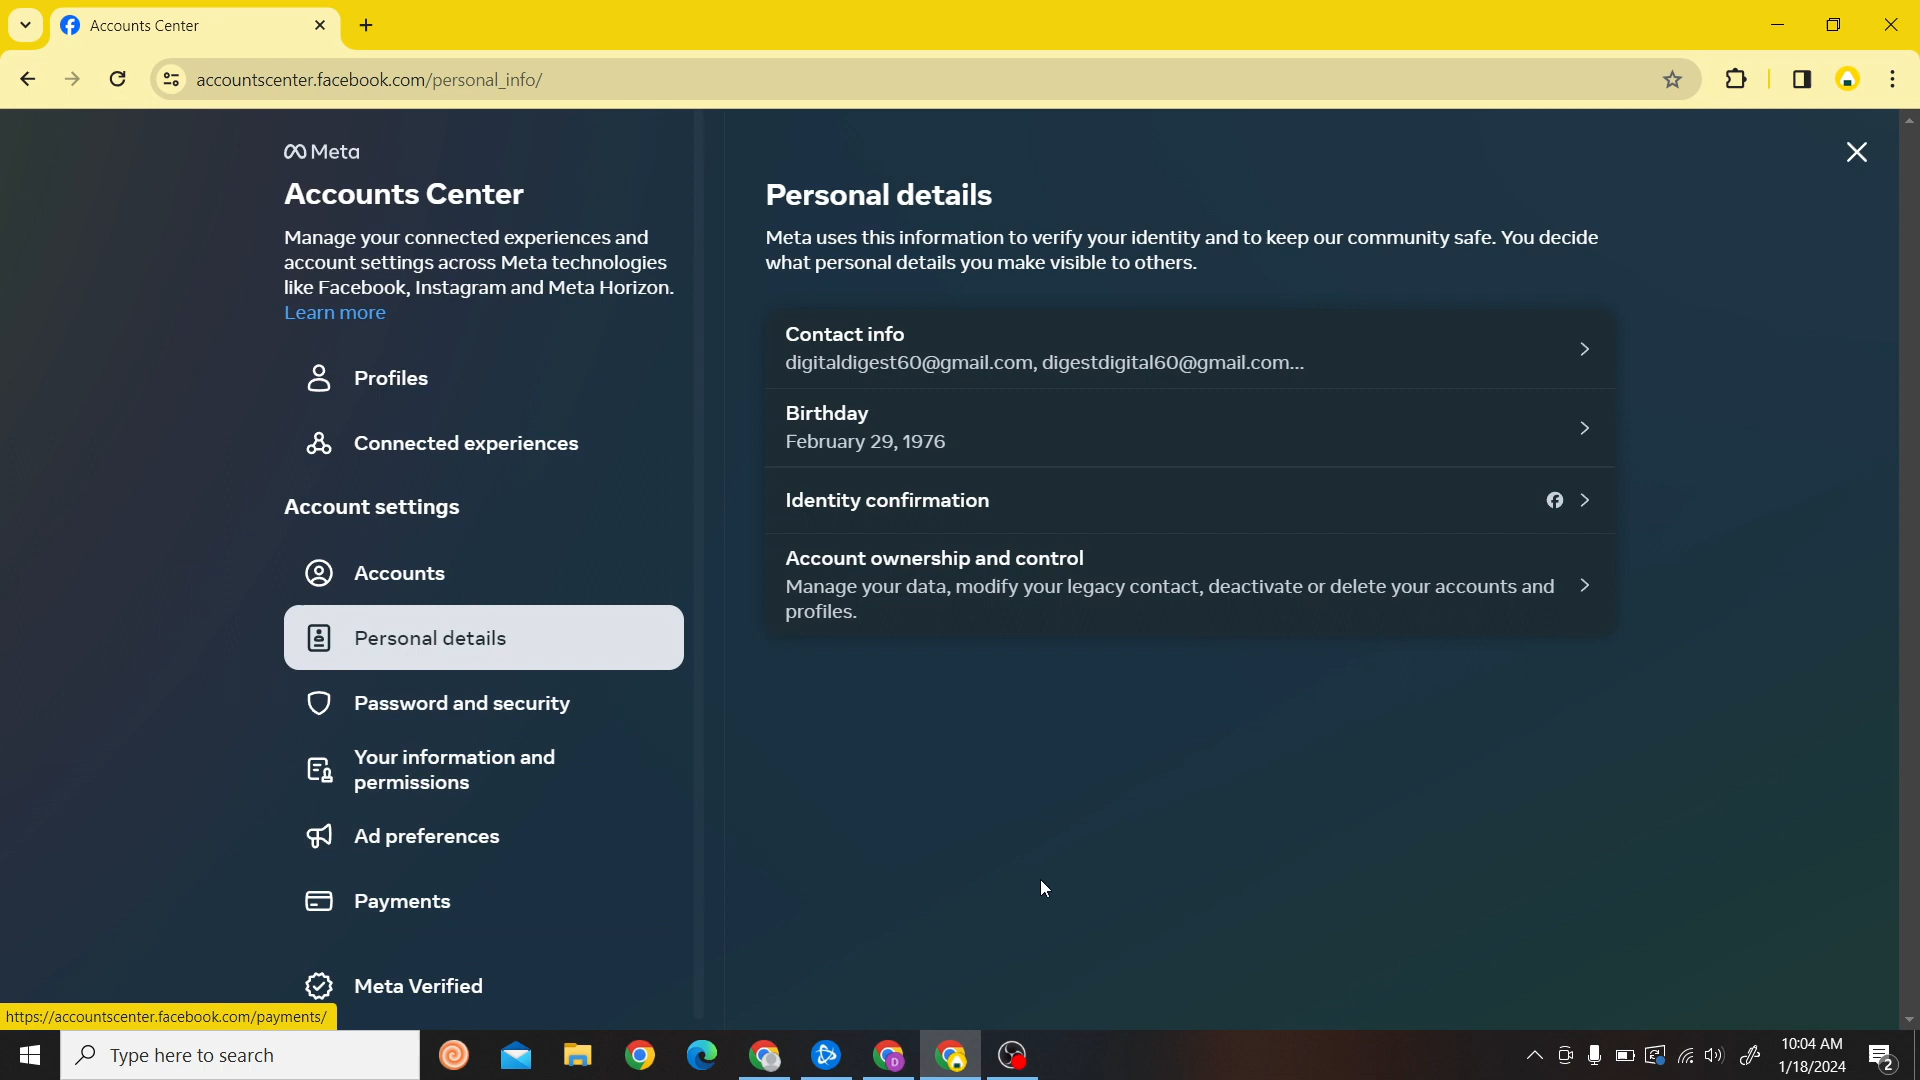 Accounts Center
accountscenter.facebook.com/personal_info/
Meta
Accounts Center
Manage your connected experiences and
account settings across Meta technologies
like Facebook, Instagram and Meta Horizon.
Learn more
Profiles
Connected experiences
Account settings
Accounts
Personal details
Password and security
Your information and
permissions
Ad preferences
Payments
Meta Verified
Personal details
Meta uses this information to verify your identity and to keep our community safe. You decide
what personal details you make visible to others.
Contact info
digitaldigest60@gmail.com, digestdigital60@gmail.com...
Birthday
February 29, 1976
Identity confirmation
Account ownership and control
Manage your data, modify your legacy contact, deactivate or delete your accounts and
profiles.
https://accountscenter.facebook.com/payments/
Type here to search
D
10:04 AM
1/18/2024
2